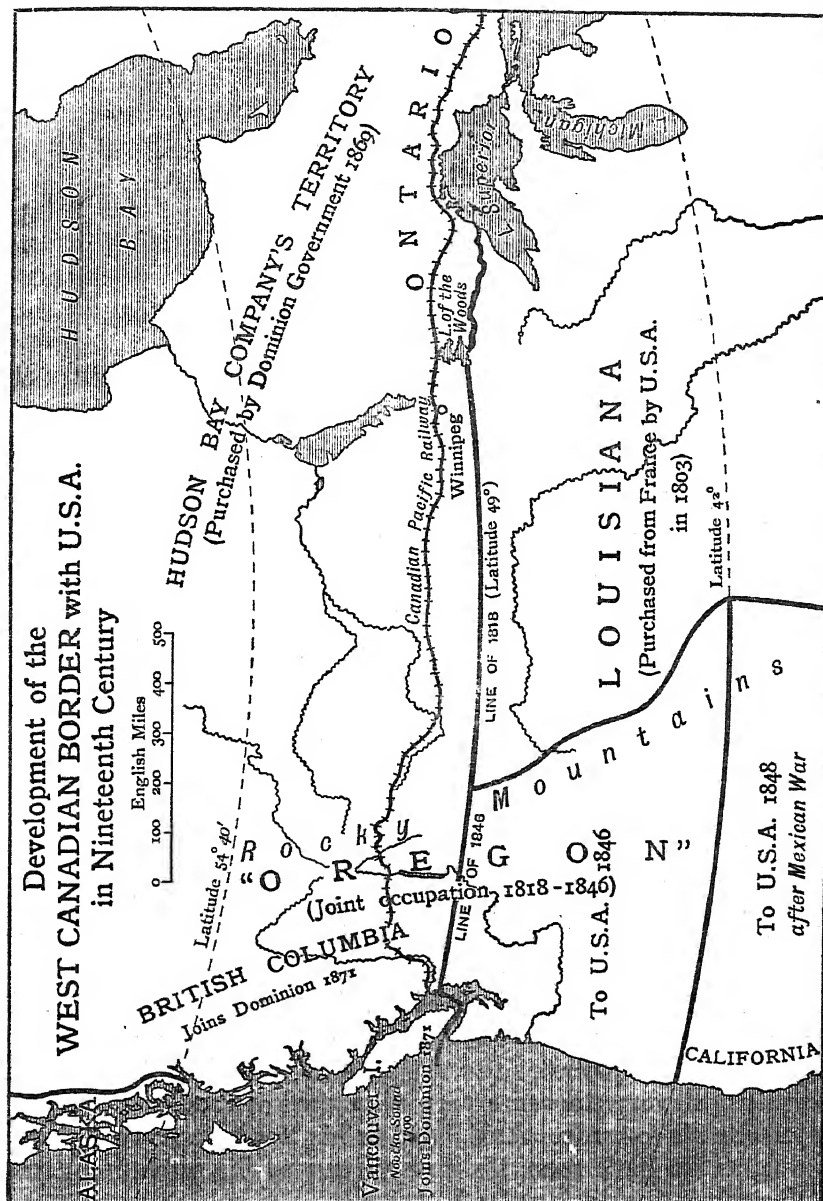 Development of the
WEST CANADIAN BORDER with U.S.A.
in Nineteenth Century
English Miles
0 100 200 300 400 500
Latitude 54° 40'
HUDSON
BAY
HUDSON BAY COMPANY'S TERRITORY
(Purchased by Dominion Government 1869)
ALASKA
BRITISH COLUMBIA
Joins Dominion 1871
Rocky
Mountains
"OREGON"
(Joint occupation 1818-1846)
Canadian Pacific Railway
Winnipeg
L. of the
Woods
ONTARIO
L. Superior
L. Michigan
Vancouver I.
Nootka Sound
1790
Joins Dominion 1871
LINE OF 1846
LINE OF 1818 (Latitude 49°)
To U.S.A. 1846
LOUISIANA
(Purchased from France by U.S.A.
in 1803)
Latitude 42°
CALIFORNIA
To U.S.A. 1848
after Mexican War